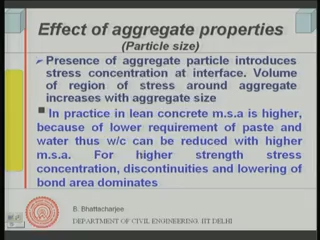 Effect of aggregate properties
(Particle size)
Presence of aggregate particle introduces
stress concentration at interface. Volume
of region of stress around aggregate
increases with aggregate size
In practice in lean concrete m.s.a is higher,
because of lower requirement of paste and
water thus w/c can be reduced with higher
m.s.a. For higher strength stress
concentration, discontinuities and lowering of
bond area dominates
B. Bhattacharjee
DEPARTMENT OF CIVIL ENGINEERING, IIT DELHI